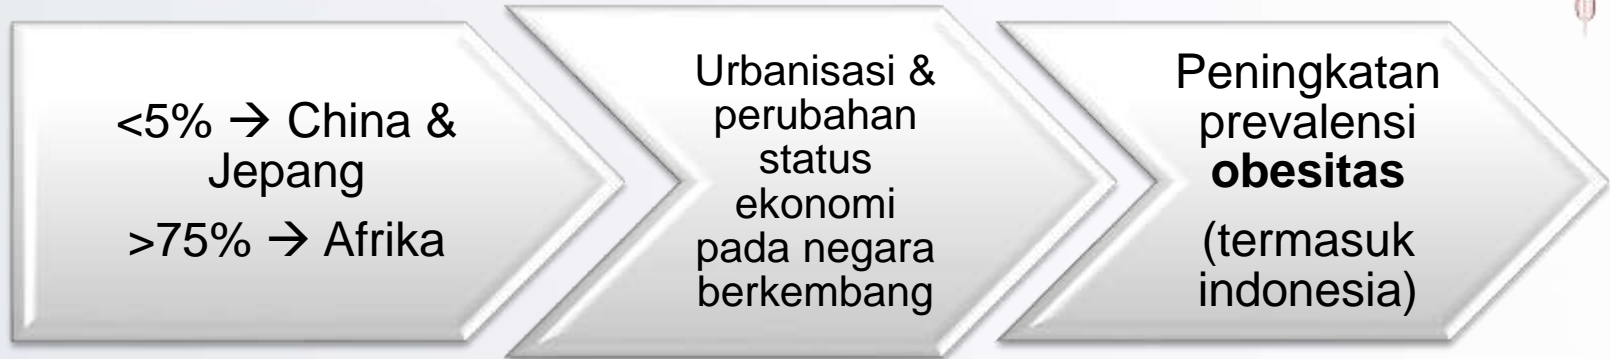 <5% → China &
Jepang
>75% → Afrika
Urbanisasi &
perubahan
status
ekonomi
pada negara
berkembang
Peningkatan
prevalensi
obesitas
(termasuk
indonesia)